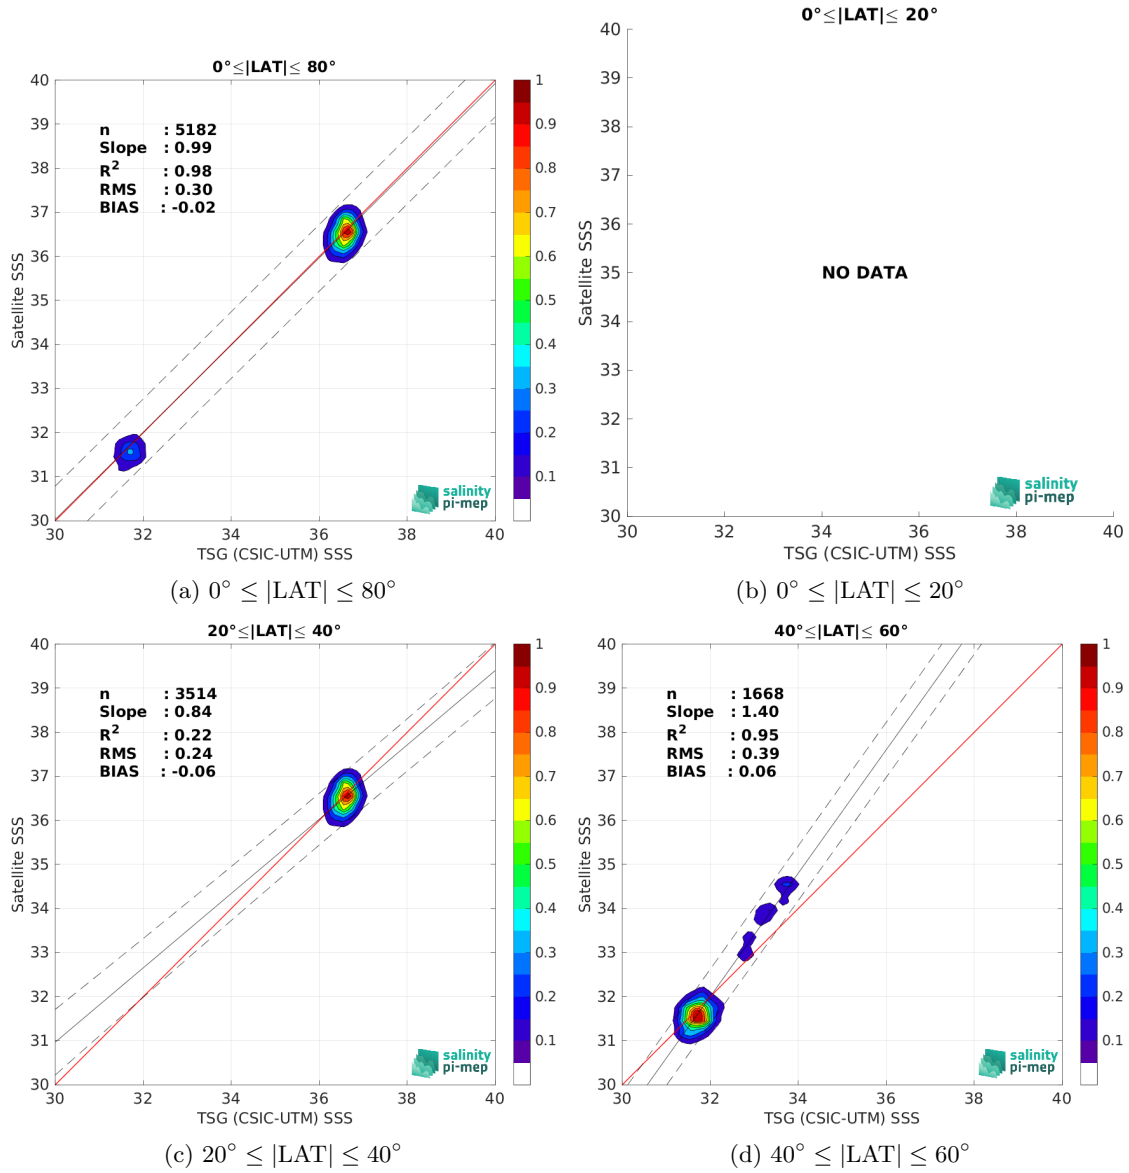 0°≤|LAT|≤ 80°
n : 5182
Slope : 0.99
R2 : 0.98
RMS : 0.30
BIAS : -0.02
40
39
38
37
36
35
34
33
32
31
30
Satellite SSS
30 32 34 36 38 40
TSG (CSIC-UTM) SSS
1
0.9
0.8
0.7
0.6
0.5
0.4
0.3
0.2
0.1
salinity
pi-mep
(a) 0° ≤ |LAT| ≤ 80°
0°≤|LAT|≤ 20°
NO DATA
40
39
38
37
36
35
34
33
32
31
30
Satellite SSS
30 32 34 36 38 40
TSG (CSIC-UTM) SSS
salinity
pi-mep
(b) 0° ≤ |LAT| ≤ 20°
20°≤|LAT|≤ 40°
n : 3514
Slope : 0.84
R2 : 0.22
RMS : 0.24
BIAS : -0.06
40
39
38
37
36
35
34
33
32
31
30
Satellite SSS
30 32 34 36 38 40
TSG (CSIC-UTM) SSS
1
0.9
0.8
0.7
0.6
0.5
0.4
0.3
0.2
0.1
salinity
pi-mep
(c) 20° ≤ |LAT| ≤ 40°
40°≤|LAT|≤ 60°
n : 1668
Slope : 1.40
R2 : 0.95
RMS : 0.39
BIAS : 0.06
40
39
38
37
36
35
34
33
32
31
30
Satellite SSS
30 32 34 36 38 40
TSG (CSIC-UTM) SSS
1
0.9
0.8
0.7
0.6
0.5
0.4
0.3
0.2
0.1
salinity
pi-mep
(d) 40° ≤ |LAT| ≤ 60°